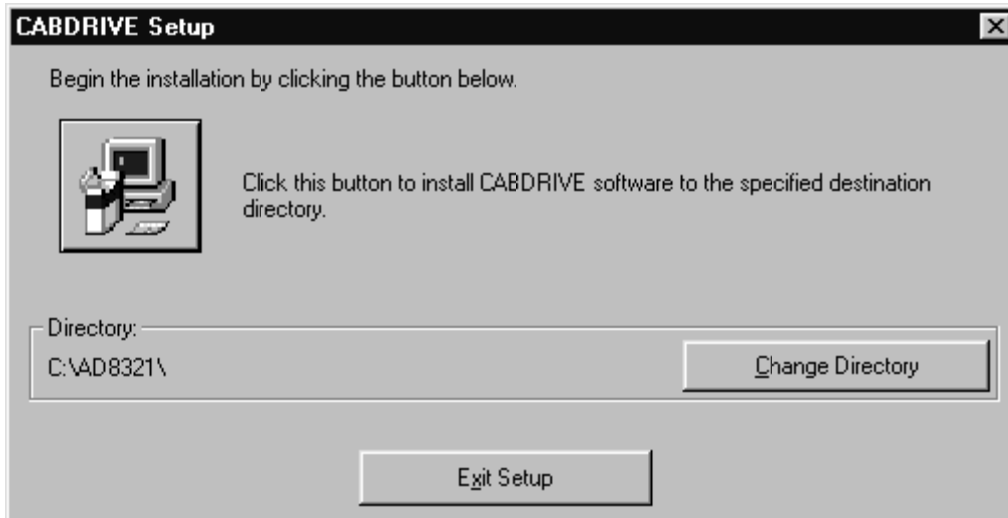 CABDRIVE Setup
Begin the installation by clicking the button below.
Click this button to install CABDRIVE software to the specified destination
directory.
Directory:
C:\AD8321\
Change Directory
Exit Setup